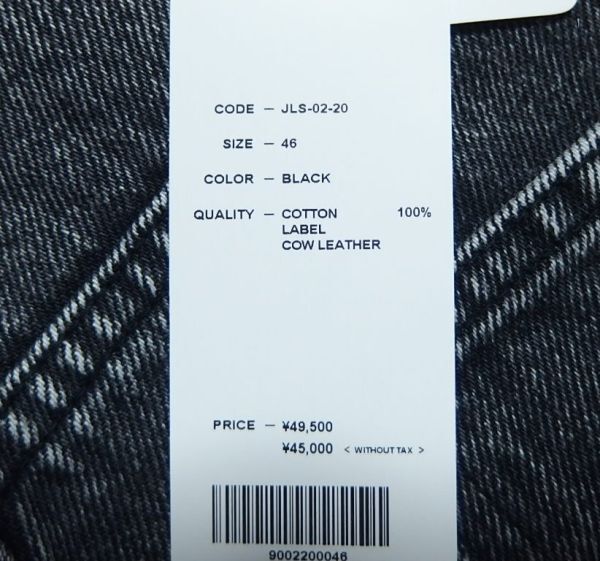 CODE – JLS-02-20
SIZE – 46
COLOR – BLACK
QUALITY – COTTON 100%
LABEL
COW LEATHER
PRICE – ¥49,500
¥45,000 < WITHOUT TAX >
9002200046